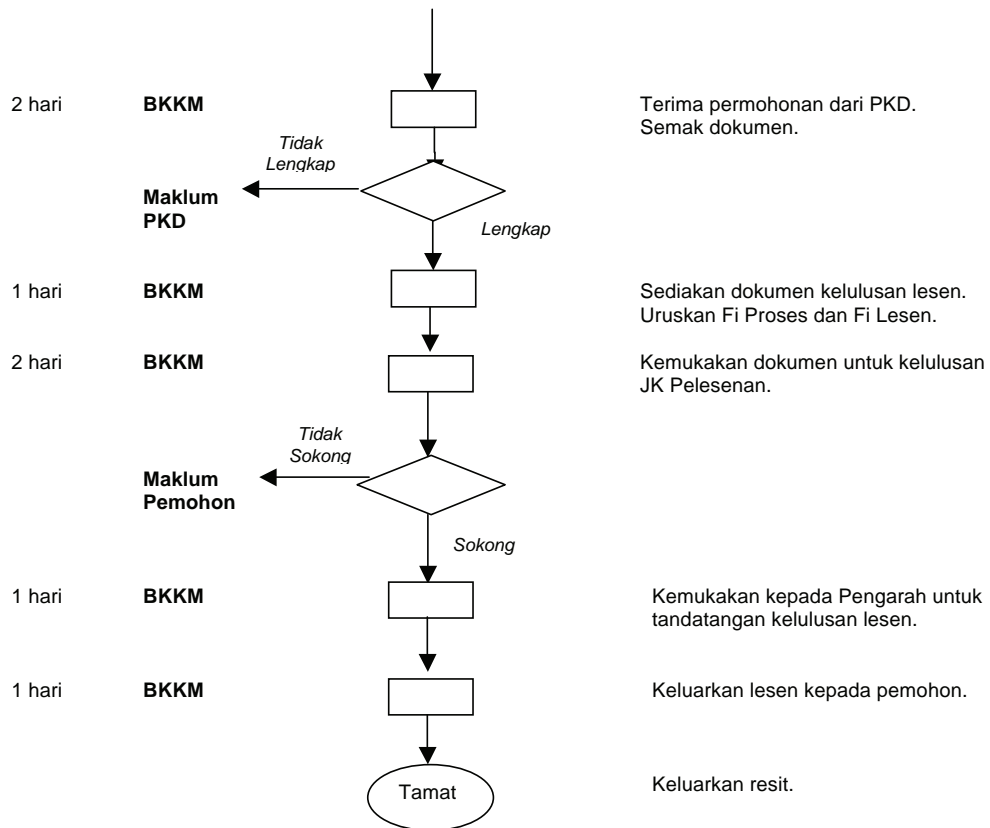 2 hari BKKM Terima permohonan dari PKD.
Semak dokumen.
Tidak
Lengkap
Maklum
PKD
Lengkap
1 hari BKKM Sediakan dokumen kelulusan lesen.
Uruskan Fi Proses dan Fi Lesen.
2 hari BKKM Kemukakan dokumen untuk kelulusan
JK Pelesenan.
Tidak
Sokong
Maklum
Pemohon
Sokong
1 hari BKKM Kemukakan kepada Pengarah untuk
tandatangan kelulusan lesen.
1 hari BKKM Keluarkan lesen kepada pemohon.
Tamat Keluarkan resit.